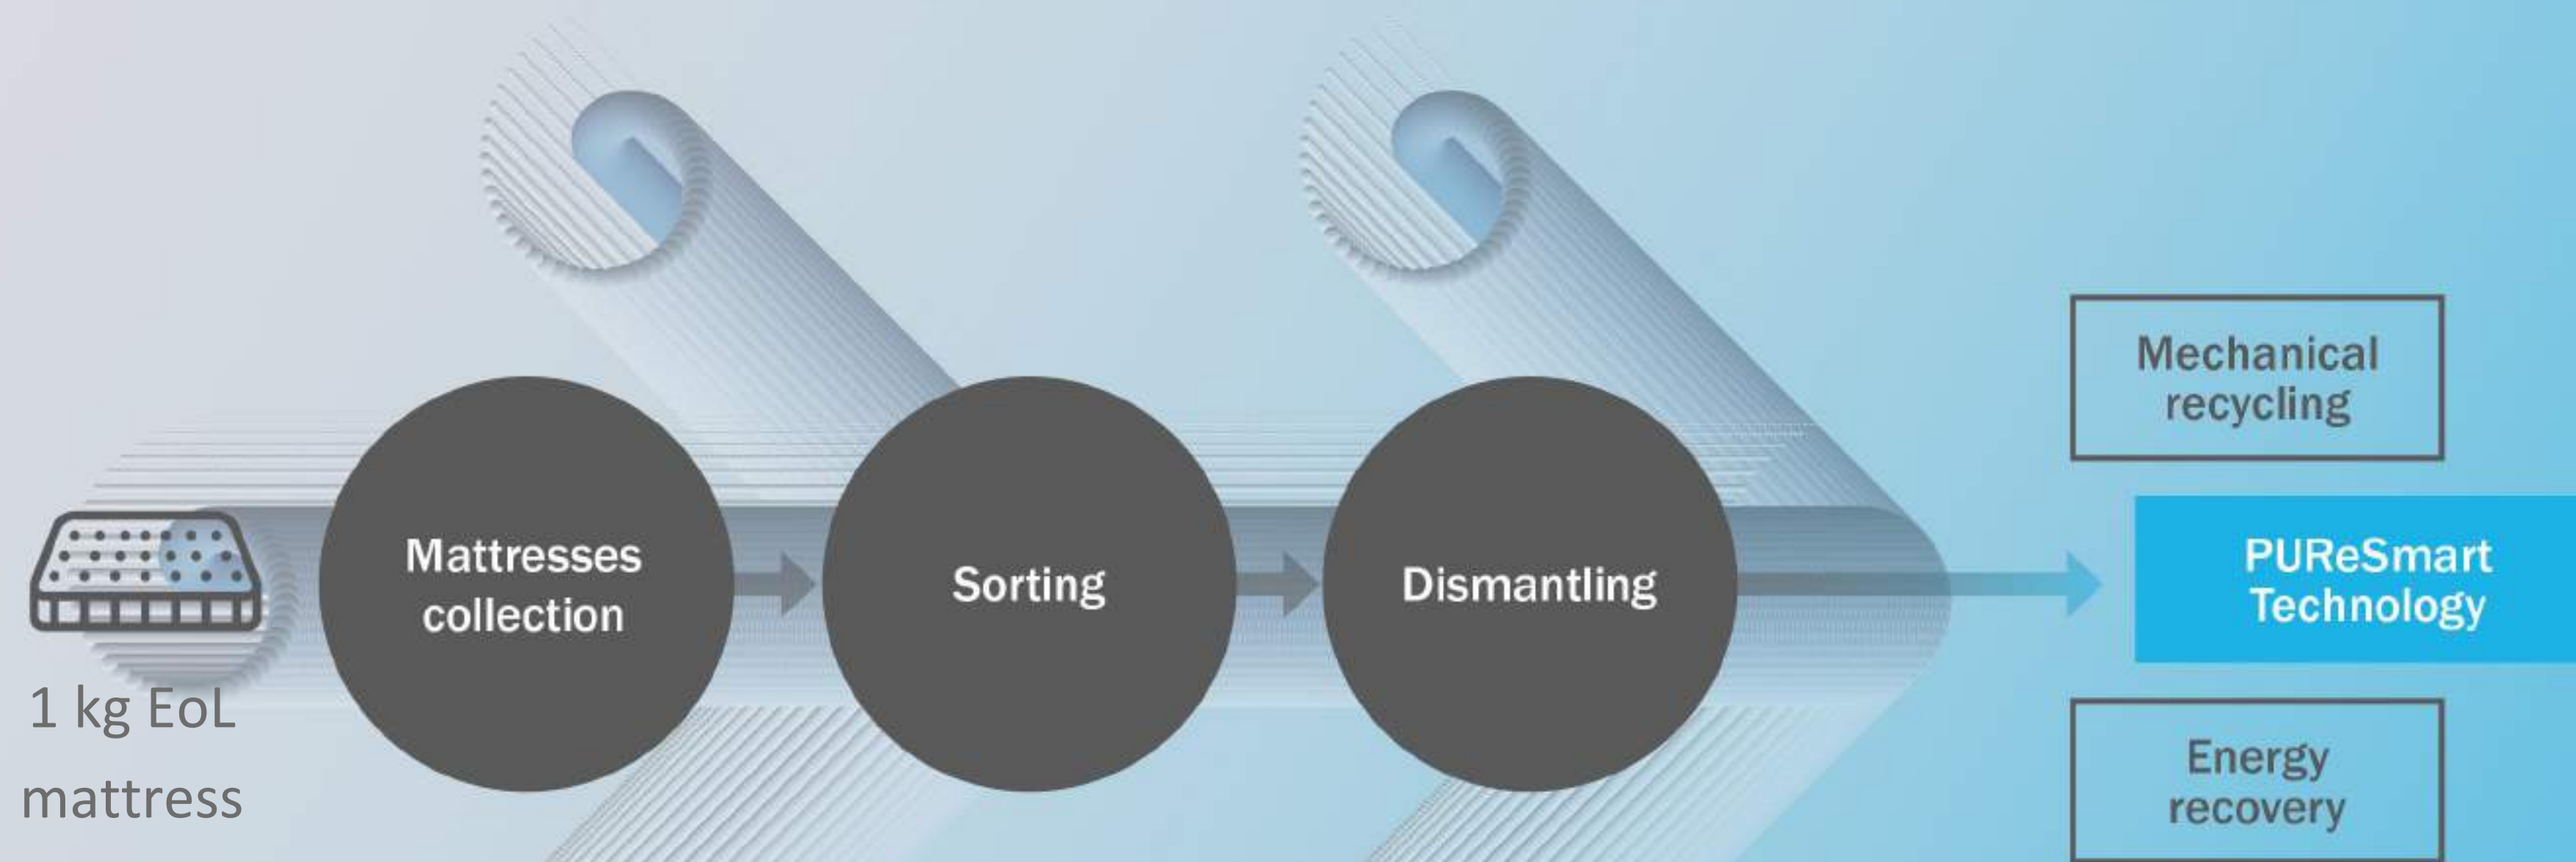 1 kg EoL
mattress
Mattresses
collection
Sorting
Dismantling
Mechanical
recycling
PUReSmart
Technology
Energy
recovery